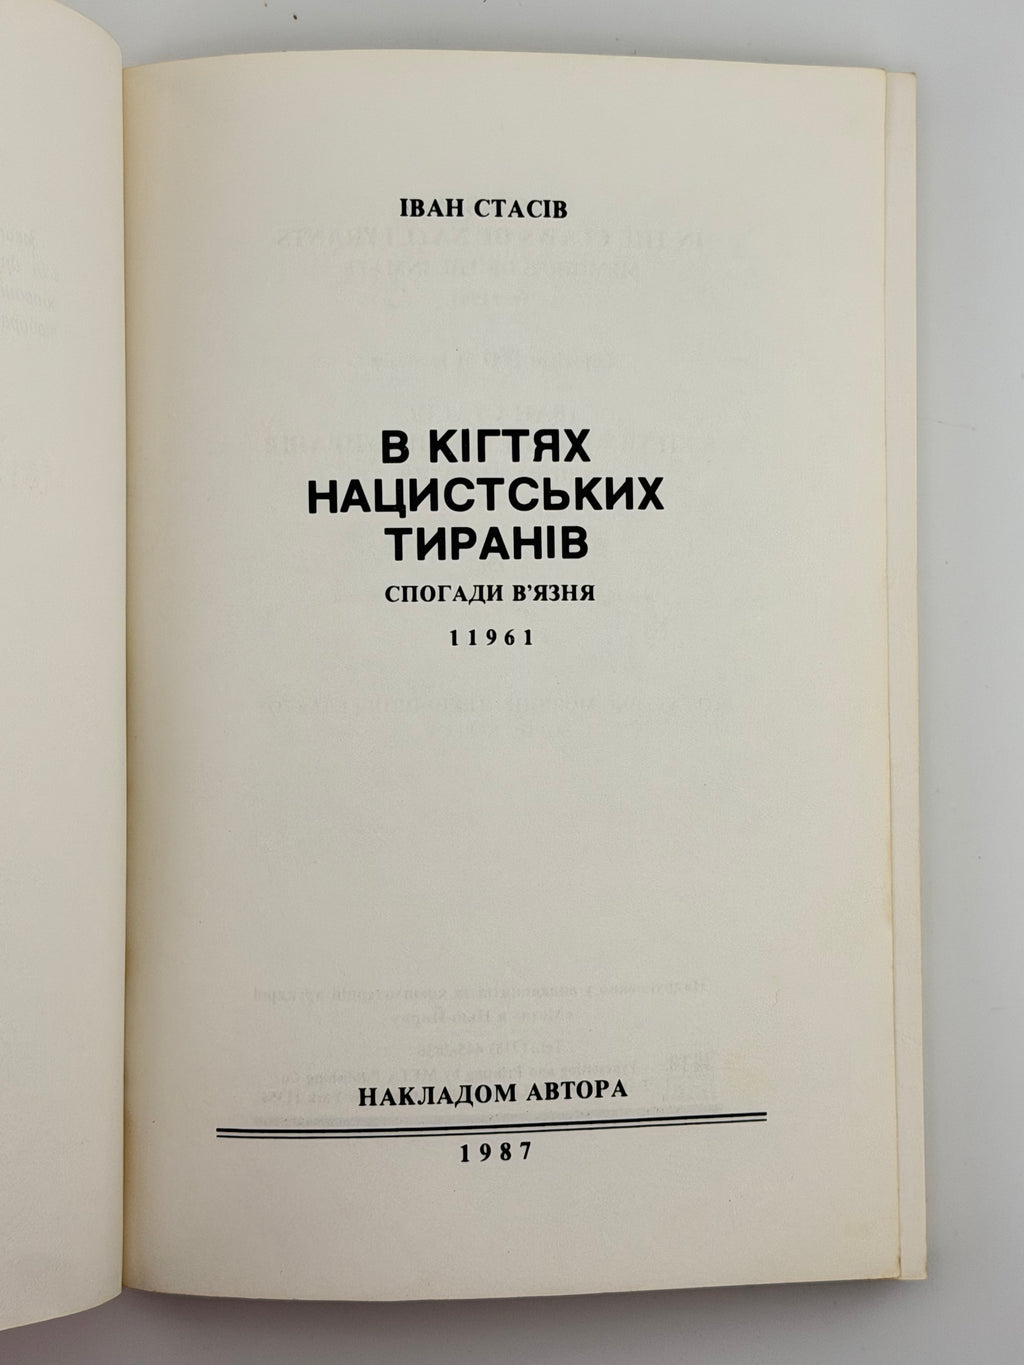 ІВАН СТАСІВ
В КІГТЯХ
НАЦИСТСЬКИХ
ТИРАНІВ
СПОГАДИ В'ЯЗНЯ
11961
НАКЛАДОМ АВТОРА
1987